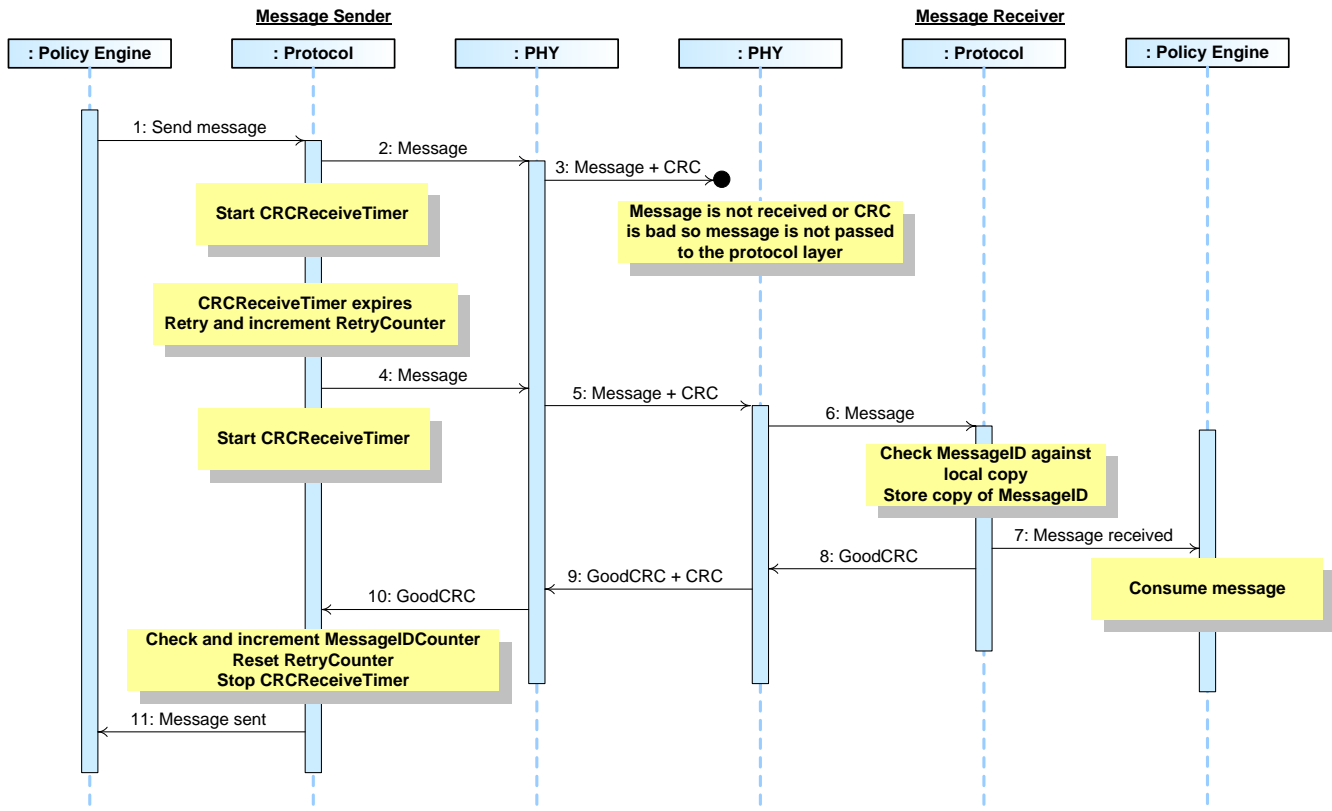 Message Sender
Message Receiver
: Policy Engine
: Protocol
: PHY
: PHY
: Protocol
: Policy Engine
1: Send message
2: Message
3: Message + CRC
Start CRCReceiveTimer
Message is not received or CRC
is bad so message is not passed
to the protocol layer
CRCReceiveTimer expires
Retry and increment RetryCounter
4: Message
5: Message + CRC
6: Message
Start CRCReceiveTimer
Check MessageID against
local copy
Store copy of MessageID
7: Message received
8: GoodCRC
9: GoodCRC + CRC
Consume message
10: GoodCRC
Check and increment MessageIDCounter
Reset RetryCounter
Stop CRCReceiveTimer
11: Message sent